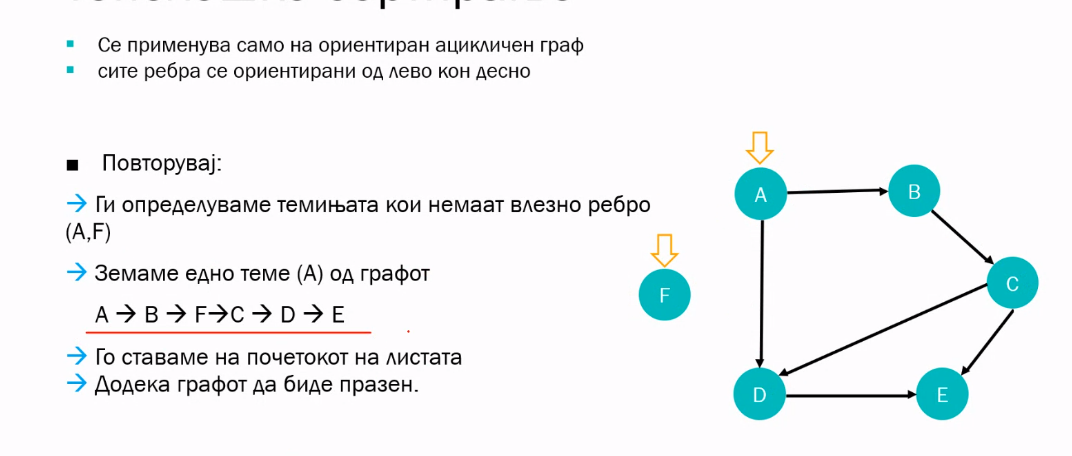 Се применува само на ориентиран ацикличен граф
сите ребра се ориентирани од лево кон десно
Повторувај:
→ Ги определуваме темињата кои немаат влезно ребро
(A,F)
→ Земаме едно теме (A) од графот
A → B → F→C → D → E
→ Го ставаме на почетокот на листата
→ Додека графот да биде празен.
A
B
F
C
D
E